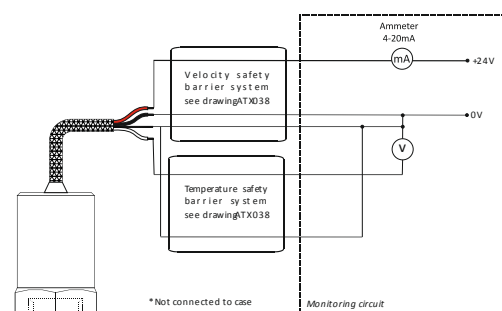 Ammeter
4-20mA
mA
+24V
Velocity safety
barrier system
see drawingATX038
0V
V
Temperature safety
barrier system
see drawingATX038
*Not connected to case
Monitoring circuit